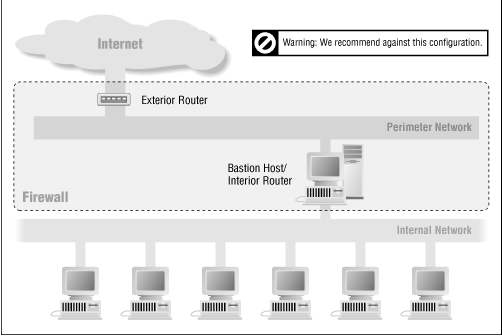 Internet
Warning: We recommend against this configuration.
Exterior Router
Perimeter Network
Bastion Host/
Interior Router
Firewall
Internal Network